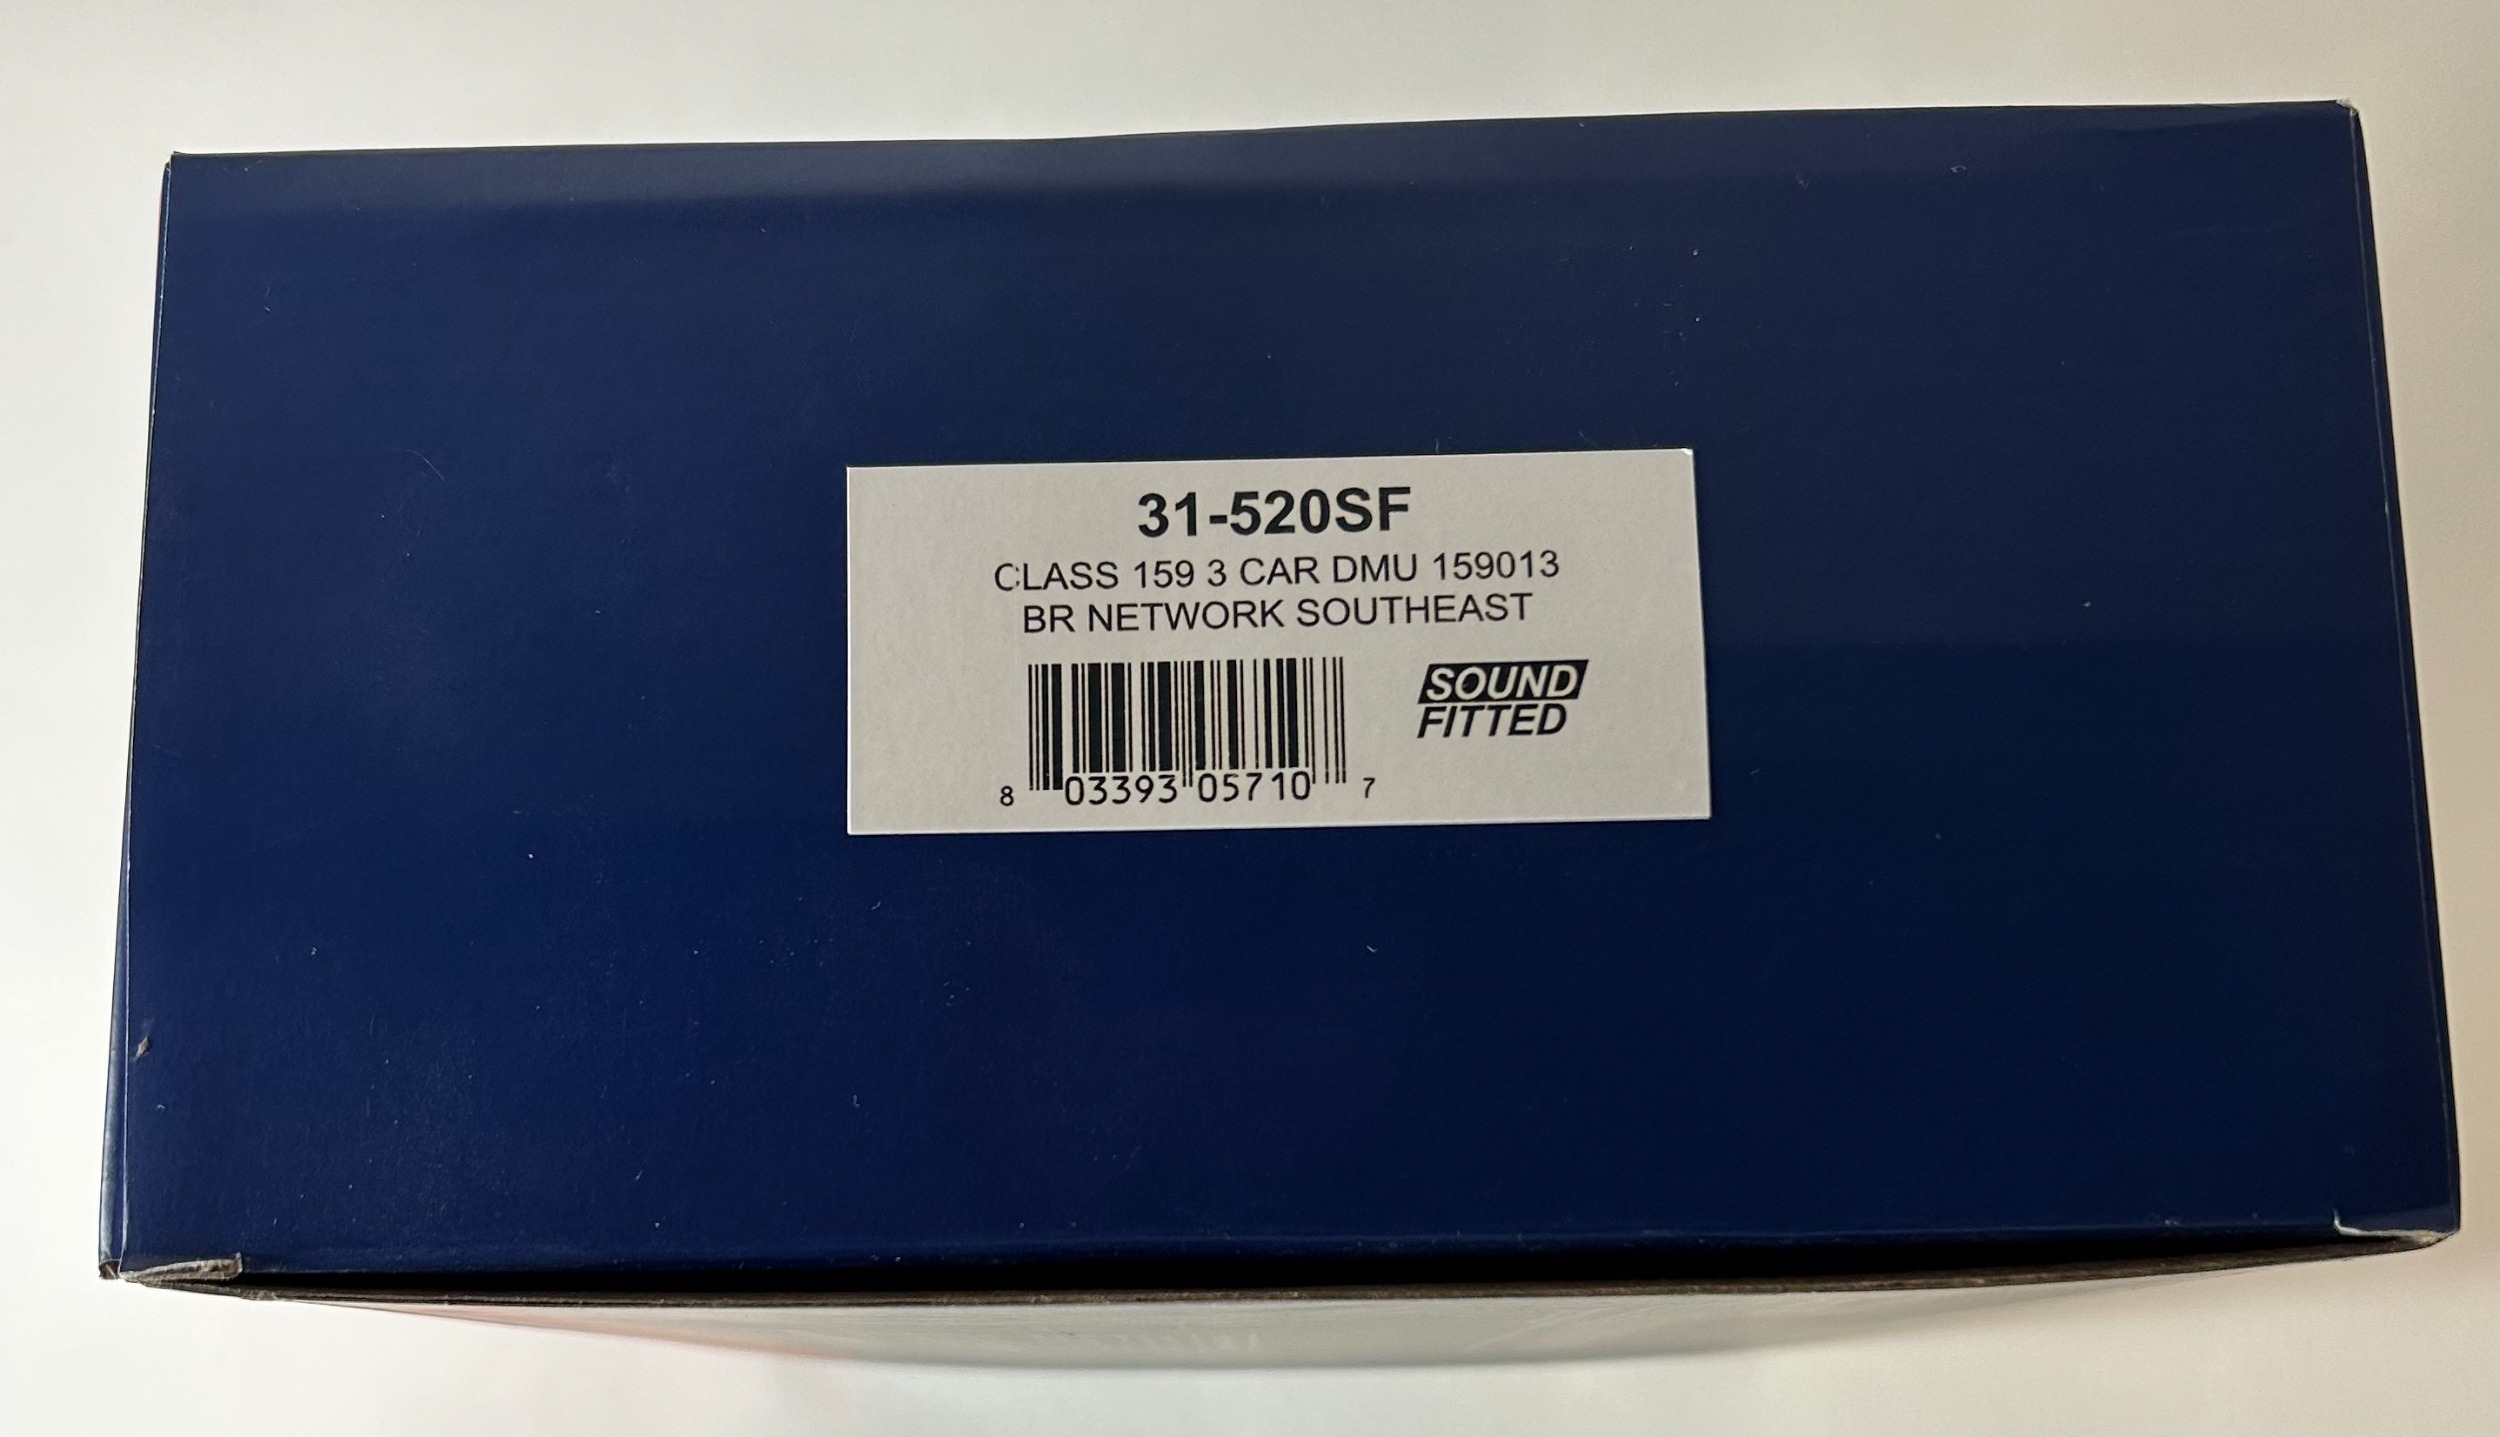 31-520SF
CLASS 159 3 CAR DMU 159013
BR NETWORK SOUTHEAST
SOUND
FITTED
8 03393 05710 7